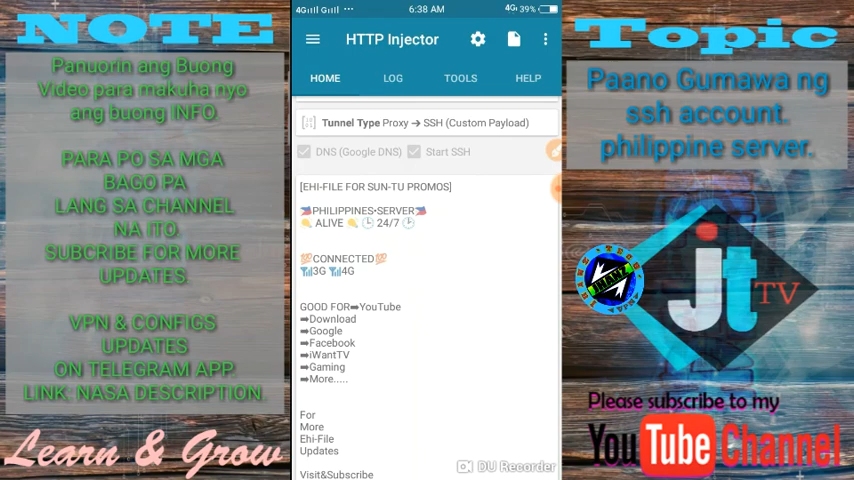 NOTE
Panuorin ang Buong
Video para makuha nyo
ang buong INFO.
PARA PO SA MGA
BAGO PA
LANG SA CHANNEL
NA ITO.
SUBCRIBE FOR MORE
UPDATES.
VPN & CONFIGS
UPDATES
ON TELEGRAM APP
LINK: NASA DESCRIPTION
Learn & Grow
4G 6:38 AM 4G 39%
HTTP Injector
HOME LOG TOOLS HELP
Tunnel Type Proxy ➔ SSH (Custom Payload)
DNS (Google DNS) Start SSH
[EHI-FILE FOR SUN-TU PROMOS]
🇵🇭PHILIPPINES•SERVER🇵🇭
🔑 ALIVE 🔑 🕒 24/7 🕒
💯CONNECTED💯
📶3G 📶4G
GOOD FOR➡YouTube
➡Download
➡Google
➡Facebook
➡iWantTV
➡Gaming
➡More.....
For
More
Ehi-File
Updates
Visit&Subscribe
DU Recorder
Topic
Paano Gumawa ng
ssh account.
philippine server.
JHANZ
jt TV
Please subscribe to my
YouTube Channel